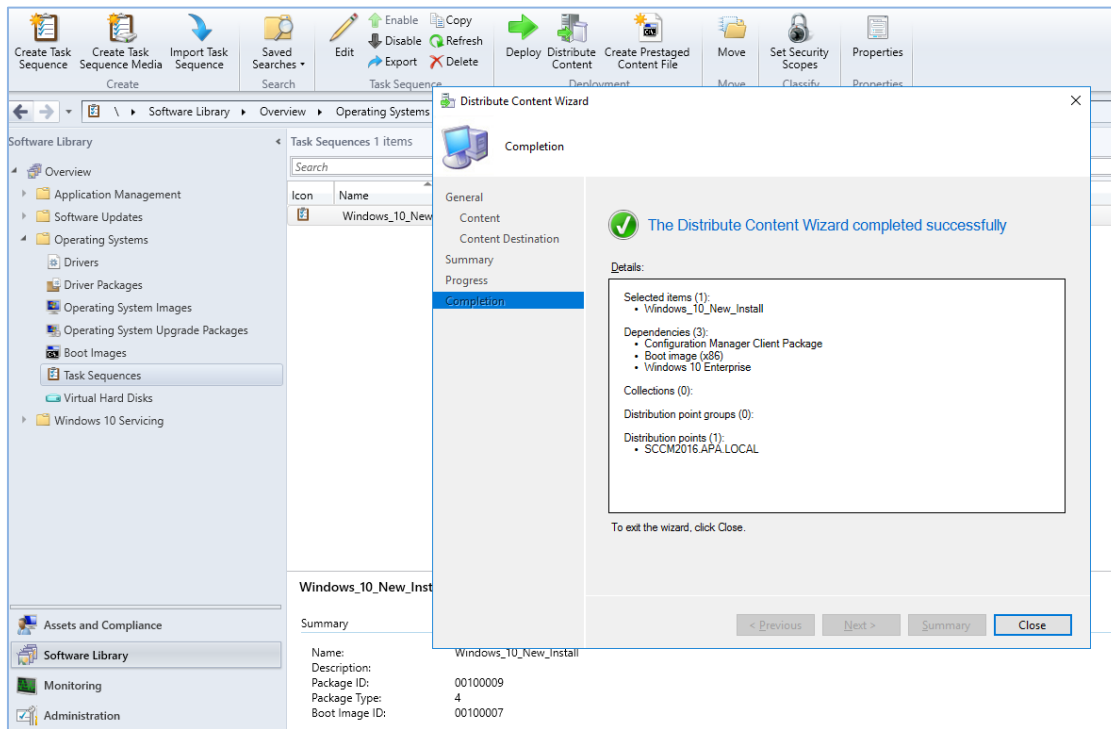 Create Task
Sequence
Create Task
Sequence Media
Import Task
Sequence
Create
Saved
Searches
Search
Edit
Enable
Disable
Export
Copy
Refresh
Delete
Task Sequence
Deploy
Distribute
Content
Create Prestaged
Content File
Deployment
Move
Move
Set Security
Scopes
Classify
Properties
Properties
\ Software Library Overview Operating Systems
Software Library
Overview
Application Management
Software Updates
Operating Systems
Drivers
Driver Packages
Operating System Images
Operating System Upgrade Packages
Boot Images
Task Sequences
Virtual Hard Disks
Windows 10 Servicing
Assets and Compliance
Software Library
Monitoring
Administration
Task Sequences 1 items
Search
Icon Name
Windows_10_New
Distribute Content Wizard
Completion
General
Content
Content Destination
Summary
Progress
Completion
The Distribute Content Wizard completed successfully
Details:
Selected items (1):
• Windows_10_New_Install
Dependencies (3):
• Configuration Manager Client Package
• Boot image (x86)
• Windows 10 Enterprise
Collections (0):
Distribution point groups (0):
Distribution points (1):
• SCCM2016.APA.LOCAL
To exit the wizard, click Close.
< Previous Next > Summary Close
Windows_10_New_Inst
Summary
Name: Windows_10_New_Install
Description:
Package ID: 00100009
Package Type: 4
Boot Image ID: 00100007